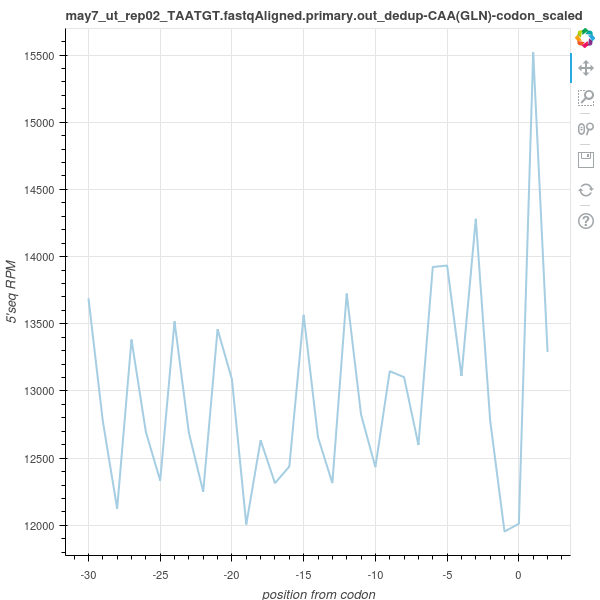 may7_ut_rep02_TAATGT.fastqAligned.primary.out_dedup-CAA(GLN)-codon_scaled
15500
15000
14500
14000
13500
13000
12500
12000
5'seq RPM
-30 -25 -20 -15 -10 -5 0
position from codon